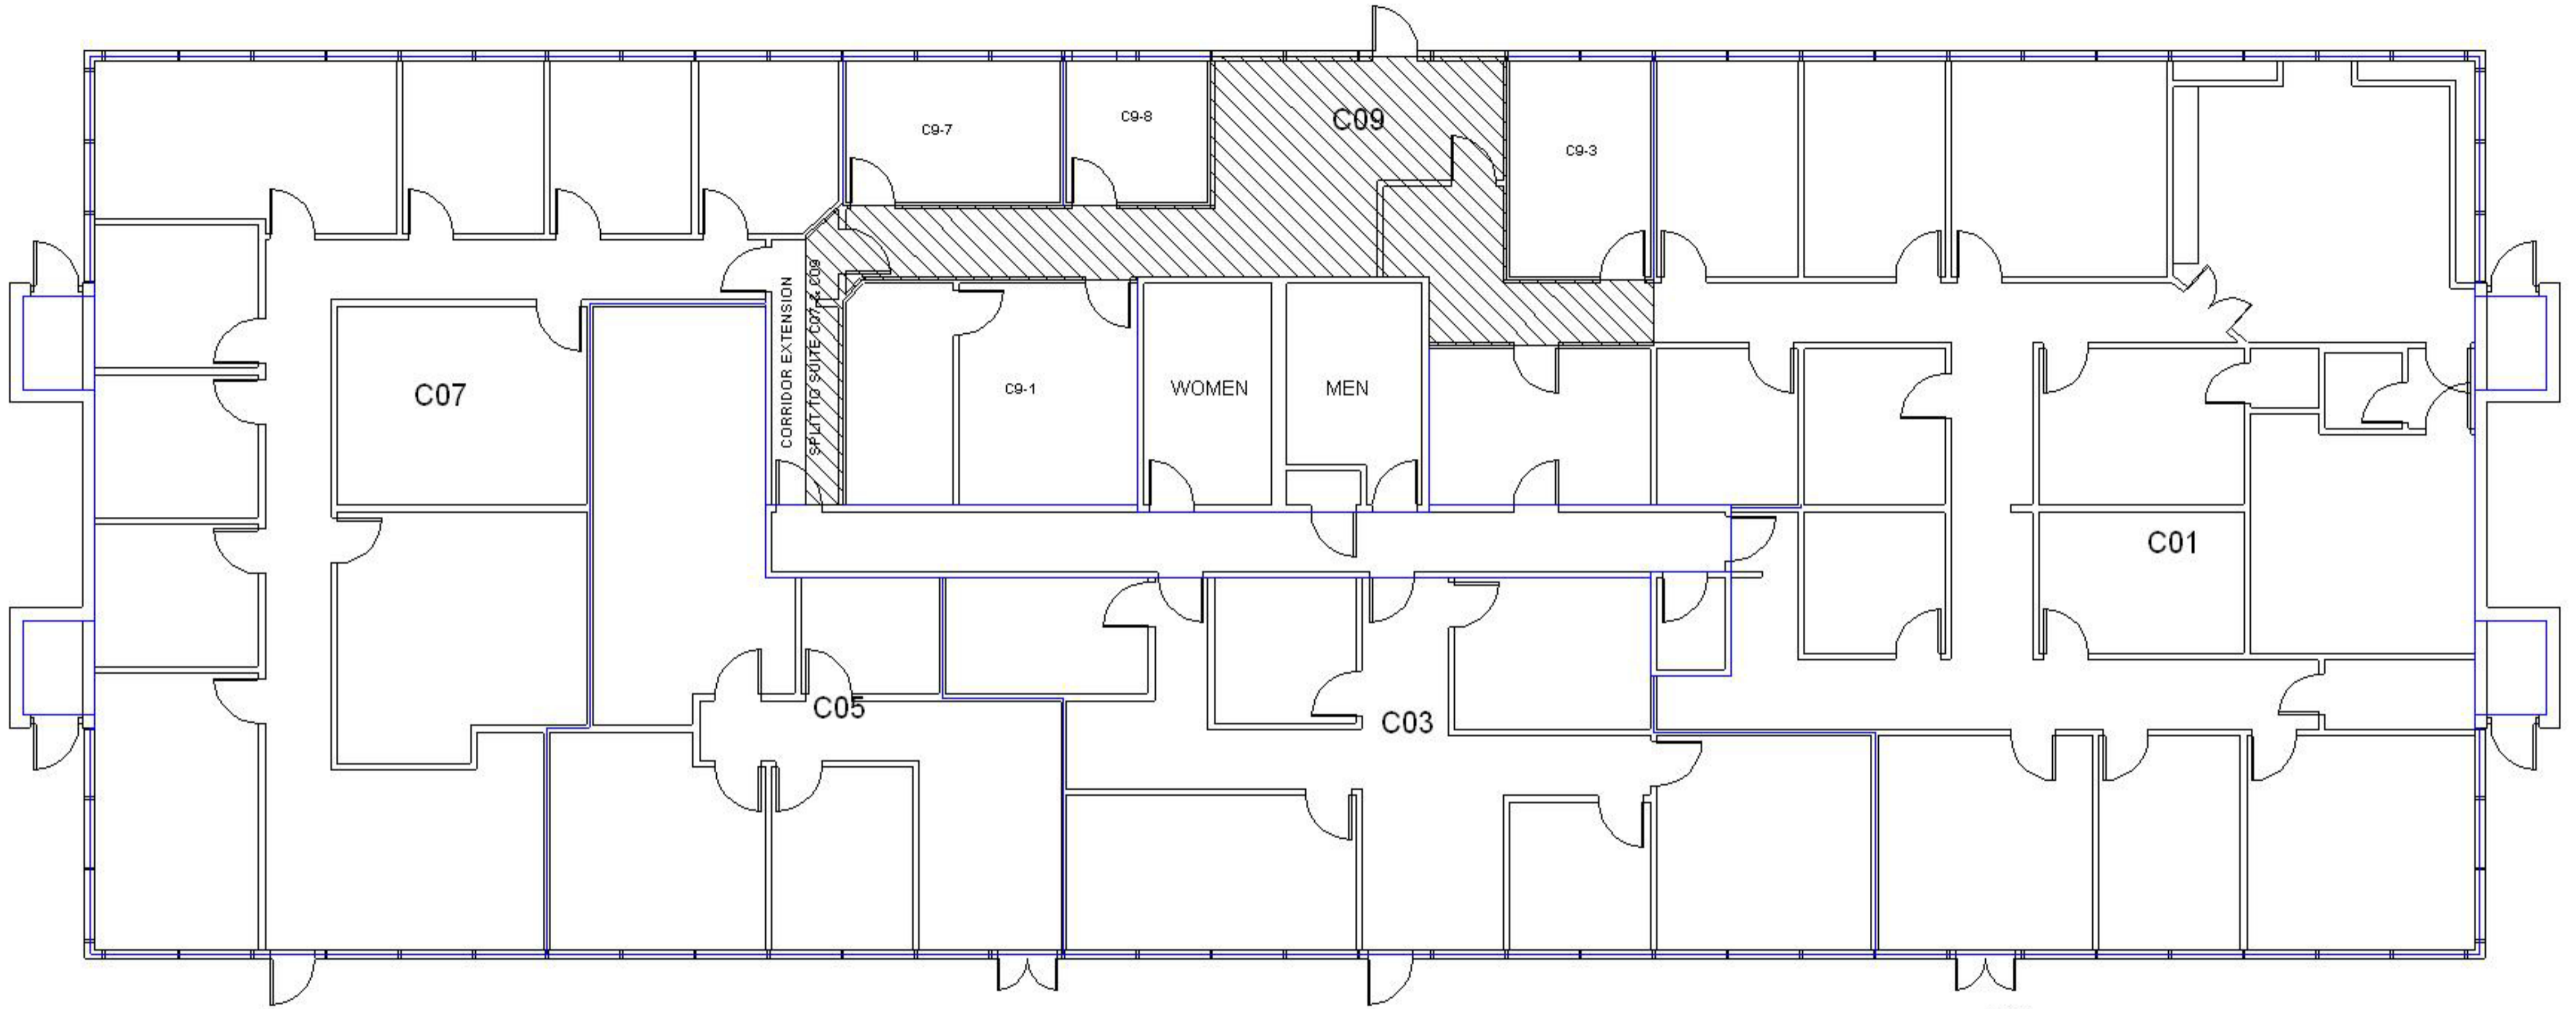 C09
C9-8
C9-7
C9-3
CORRIDOR EXTENSION
SPLIT TO SUITE C07 & C09
C07
C9-1
WOMEN
MEN
C01
C05
C03